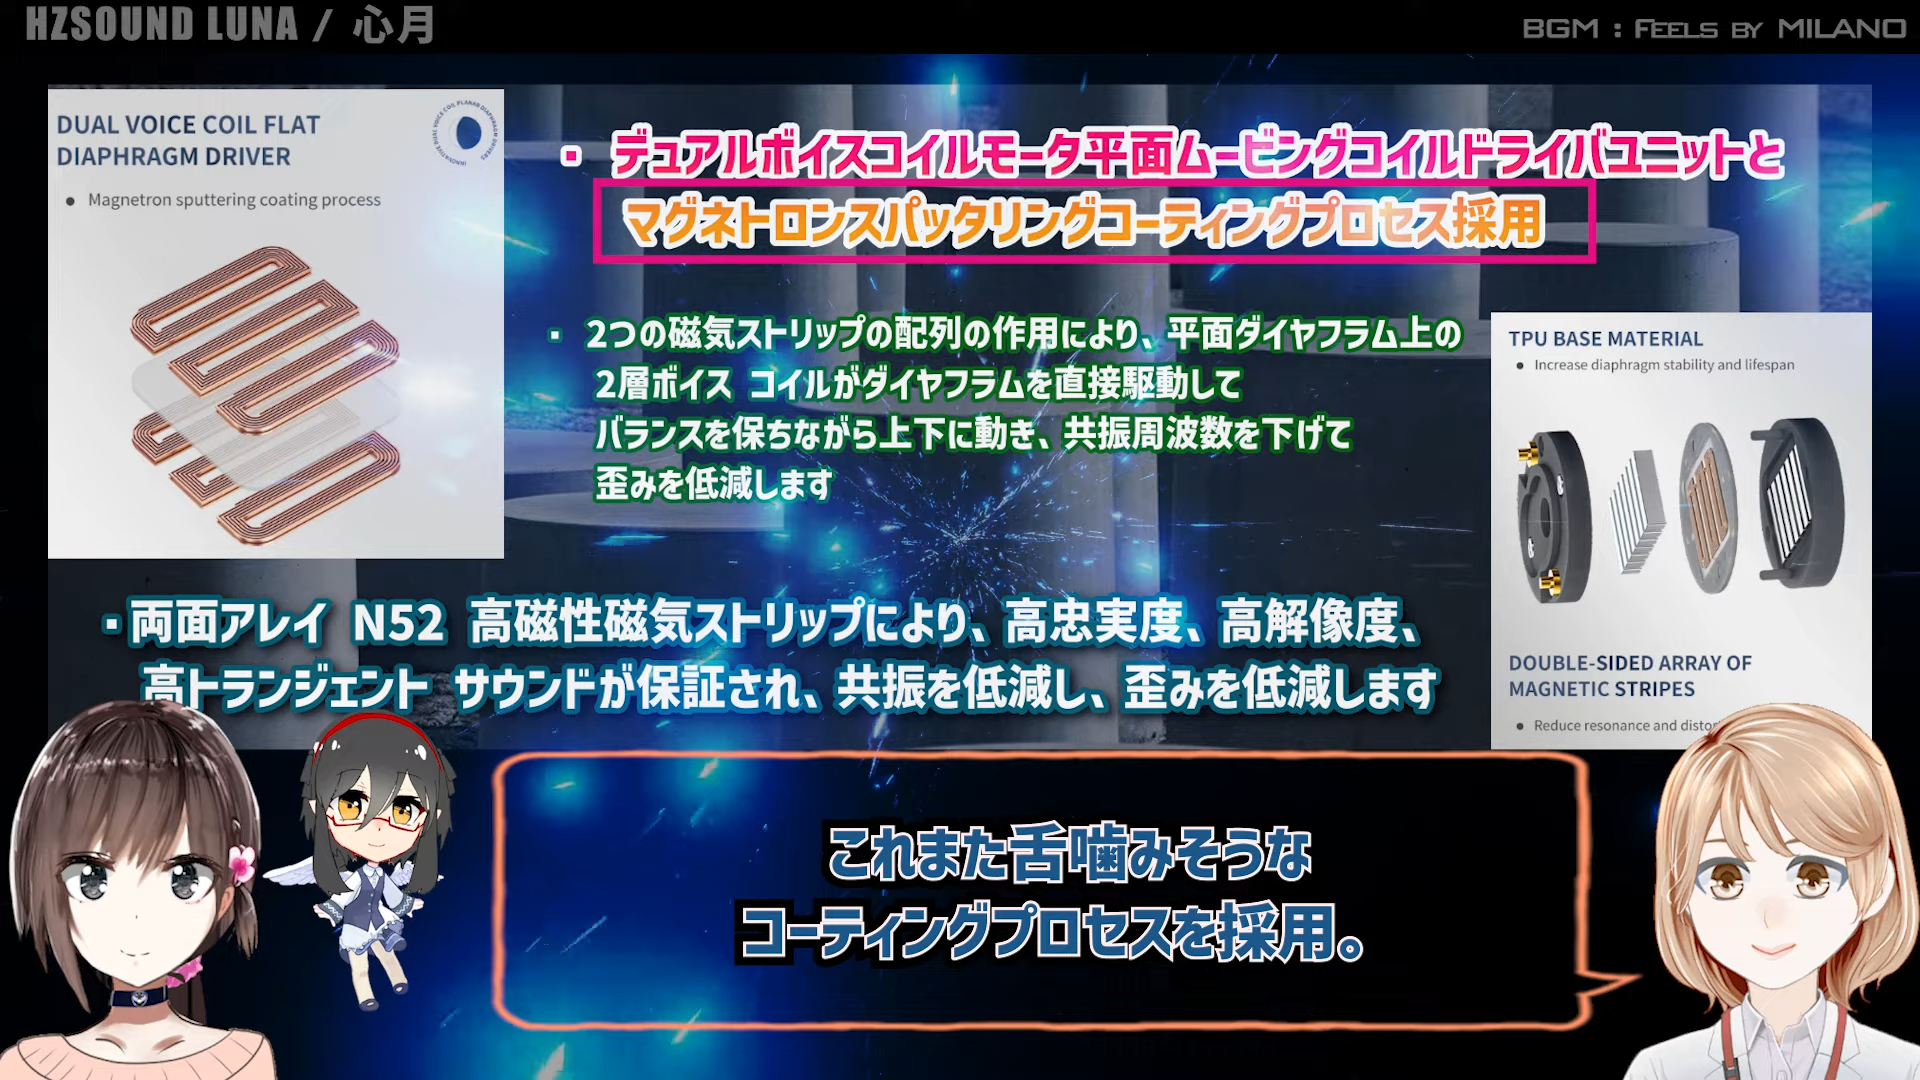 HZSOUND LUNA / 心月
BGM : FEELS BY MILANO
DUAL VOICE COIL FLAT
DIAPHRAGM DRIVER
INNOVATIVE DUAL VOICE COIL PLANAR DIAPHRAGM DRIVERS
• Magnetron sputtering coating process
・ デュアルボイスコイルモータ平面ムービングコイルドライバユニットと
マグネトロンスパッタリングコーティングプロセス採用
・ 2つの磁気ストリップの配列の作用により、平面ダイヤフラム上の
2層ボイス コイルがダイヤフラムを直接駆動して
バランスを保ちながら上下に動き、共振周波数を下げて
歪みを低減します
TPU BASE MATERIAL
• Increase diaphragm stability and lifespan
・両面アレイ N52 高磁性磁気ストリップにより、高忠実度、高解像度、
高トランジェント サウンドが保証され、共振を低減し、歪みを低減します
DOUBLE-SIDED ARRAY OF
MAGNETIC STRIPES
• Reduce resonance and
これまた舌噛みそうな
コーティングプロセスを採用。